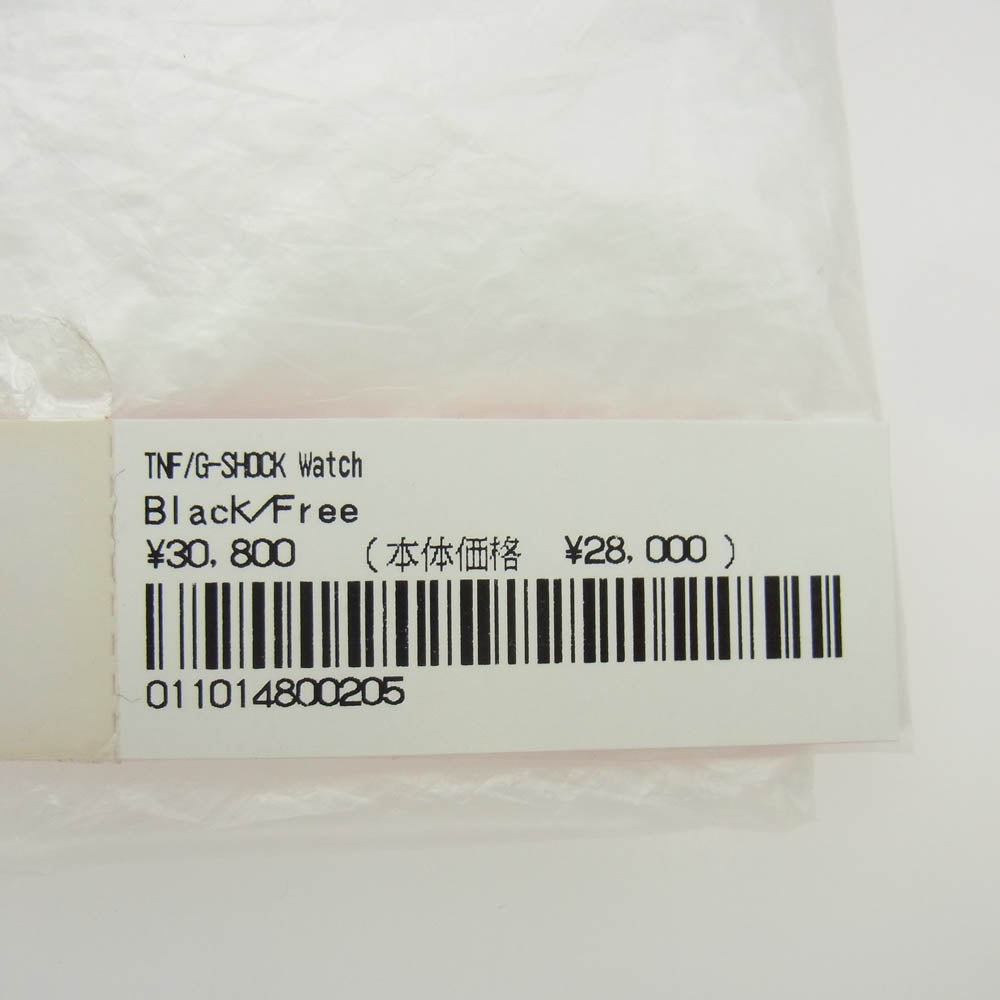 TNF/G-SHOCK Watch
Black/Free
¥30,800 (本体価格 ¥28,000)
011014800205